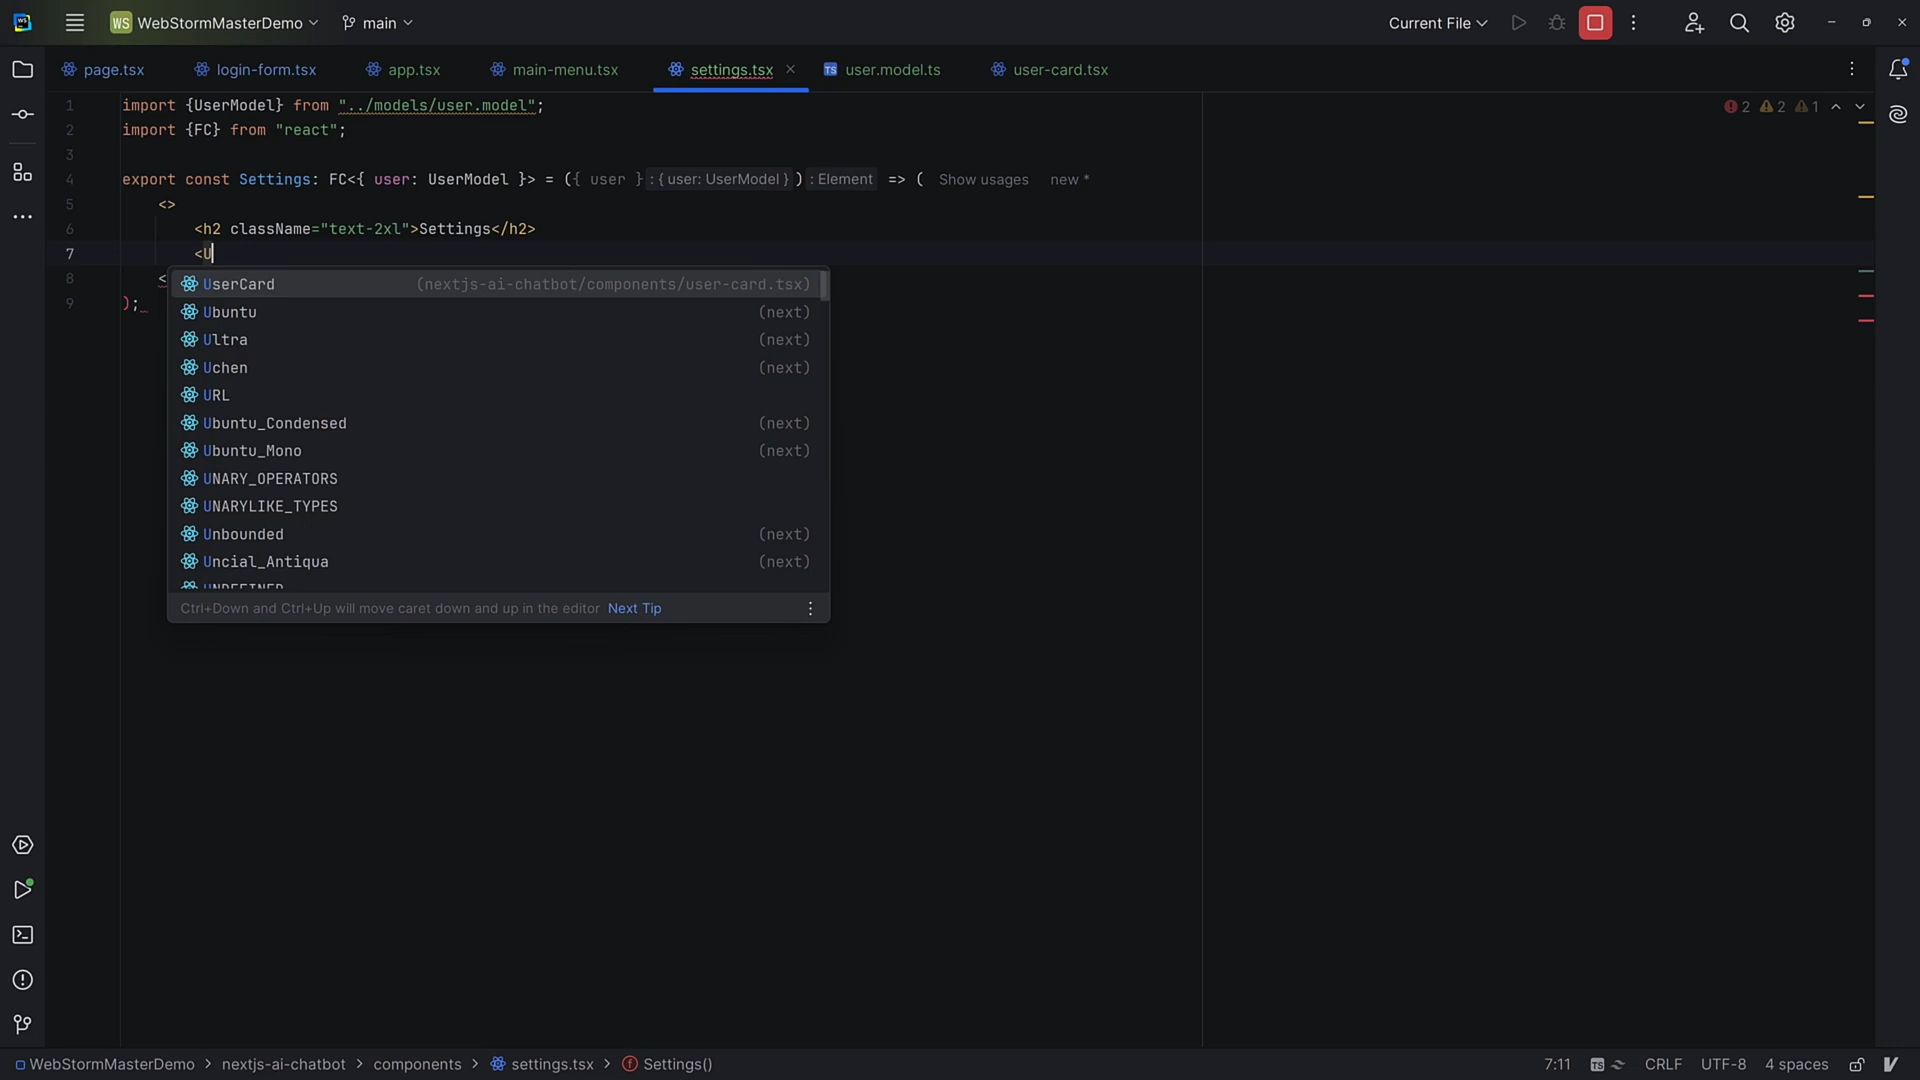 WS WebStormMasterDemo main Current File
page.tsx login-form.tsx app.tsx main-menu.tsx settings.tsx TS user.model.ts user-card.tsx
1 import {UserModel} from "../models/user.model"; 2 2 1
2 import {FC} from "react";
3
4 export const Settings: FC<{ user: UserModel }> = ({ user } : { user: UserModel } ) : Element => ( Show usages new *
5 <>
6 <h2 className="text-2xl">Settings</h2>
7 <U
8 <
9 );
UserCard (nextjs-ai-chatbot/components/user-card.tsx)
Ubuntu (next)
Ultra (next)
Uchen (next)
URL
Ubuntu_Condensed (next)
Ubuntu_Mono (next)
UNARY_OPERATORS
UNARYLIKE_TYPES
Unbounded (next)
Uncial_Antiqua (next)
UNDEFINED
Ctrl+Down and Ctrl+Up will move caret down and up in the editor Next Tip
WebStormMasterDemo > nextjs-ai-chatbot > components > settings.tsx > Settings() 7:11 CRLF UTF-8 4 spaces